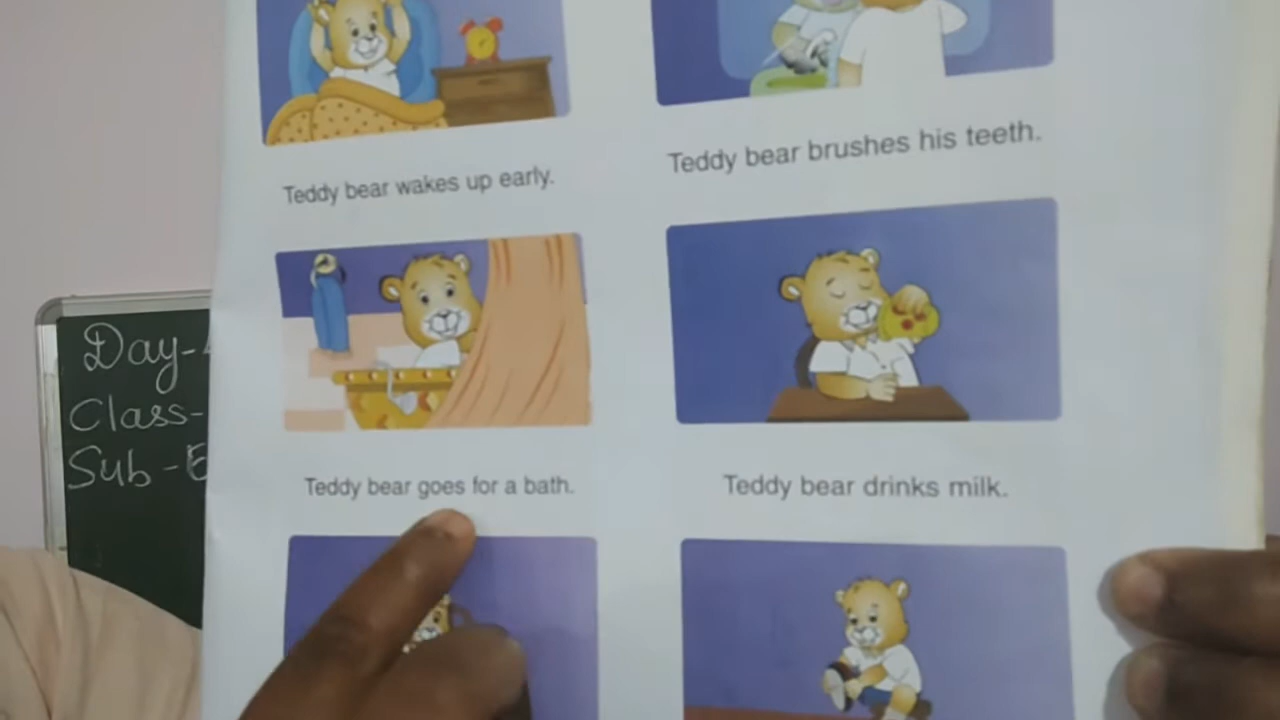 Teddy bear wakes up early.
Teddy bear brushes his teeth.
Teddy bear goes for a bath.
Teddy bear drinks milk.
Day-
Class-
Sub-E